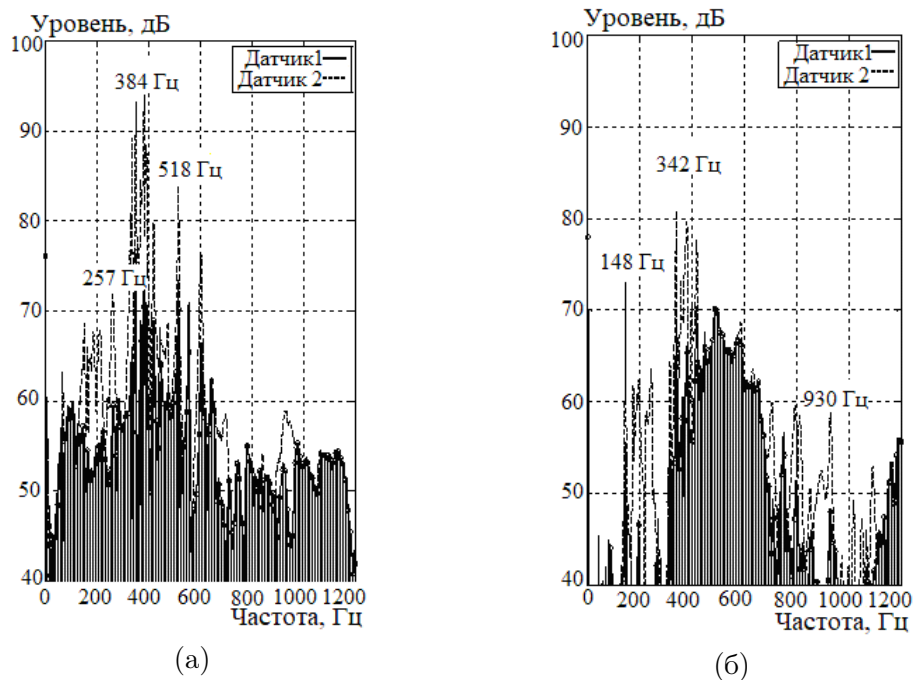 Уровень, дБ
100
90
80
70
60
50
40
Датчик1
Датчик 2
384 Гц
518 Гц
257 Гц
0 200 400 600 800 1000 1200
Частота, Гц
(а)
Уровень, дБ
100
90
80
70
60
50
40
Датчик1
Датчик 2
342 Гц
148 Гц
930 Гц
0 200 400 600 800 1000 1200
Частота, Гц
(б)